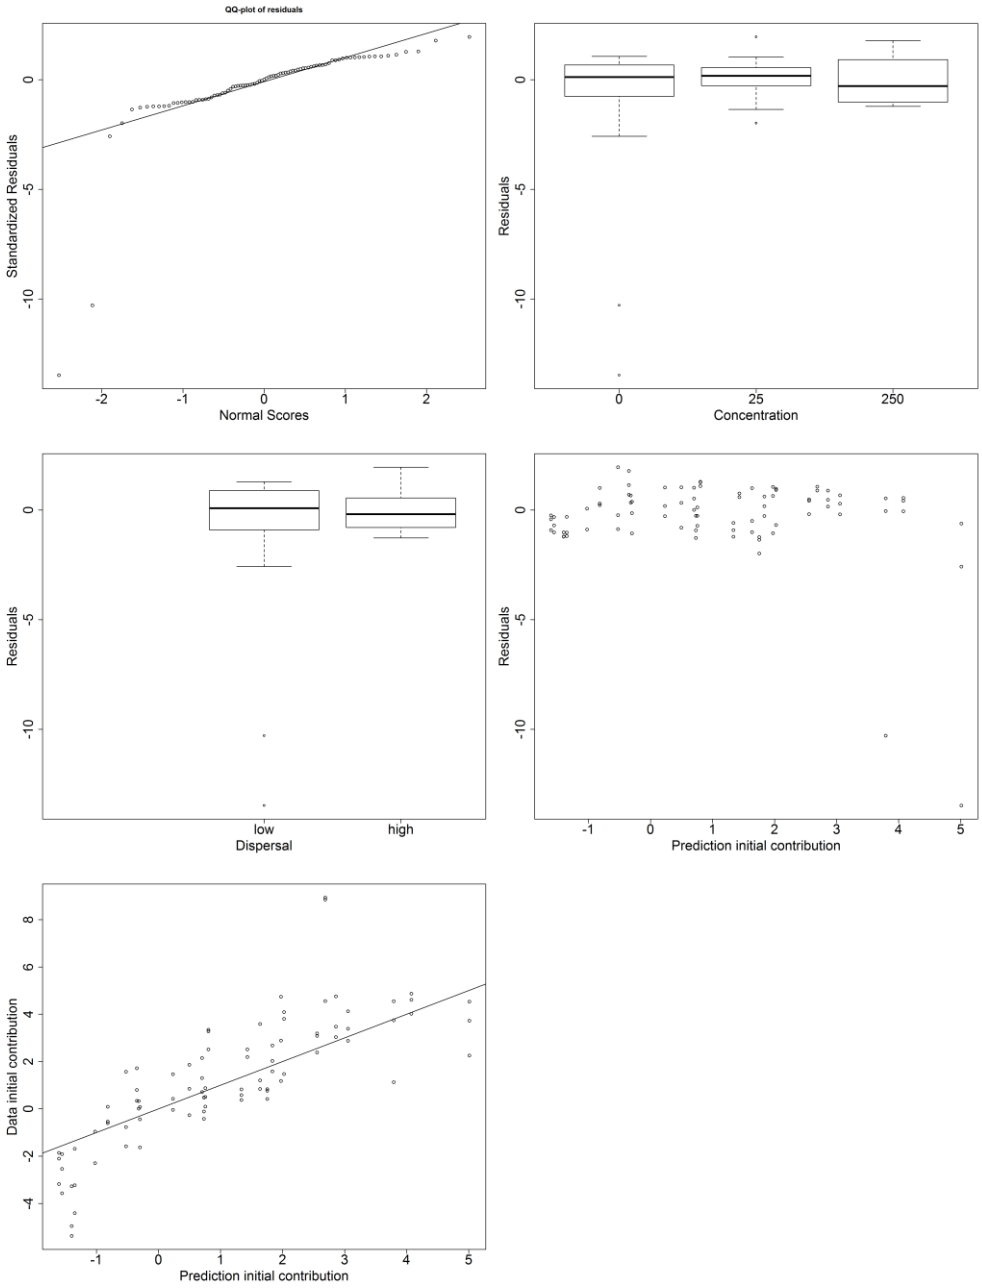 QQ-plot of residuals
0
-5
-10
Standardized Residuals
-2 -1 0 1 2
Normal Scores
0
-5
-10
Residuals
0 25 250
Concentration
0
-5
-10
Residuals
low high
Dispersal
0
-5
-10
Residuals
-1 0 1 2 3 4 5
Prediction initial contribution
8
6
4
2
0
-2
-4
Data initial contribution
-1 0 1 2 3 4 5
Prediction initial contribution